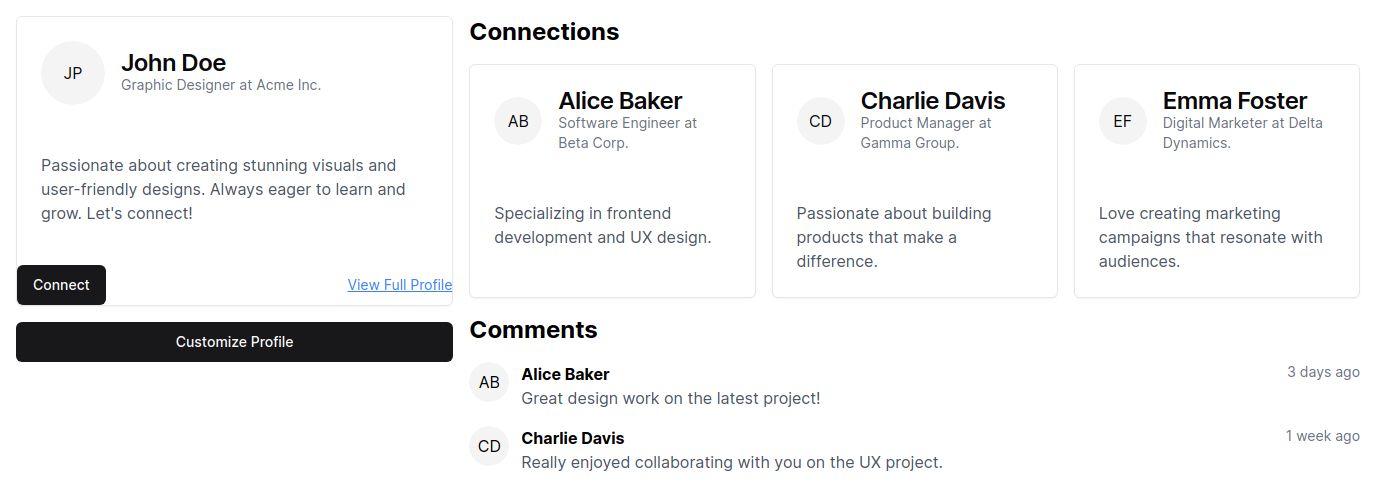 JP
John Doe
Graphic Designer at Acme Inc.
Passionate about creating stunning visuals and
user-friendly designs. Always eager to learn and
grow. Let's connect!
Connect
View Full Profile
Customize Profile
Connections
AB
Alice Baker
Software Engineer at
Beta Corp.
Specializing in frontend
development and UX design.
CD
Charlie Davis
Product Manager at
Gamma Group.
Passionate about building
products that make a
difference.
EF
Emma Foster
Digital Marketer at Delta
Dynamics.
Love creating marketing
campaigns that resonate with
audiences.
Comments
AB
Alice Baker
3 days ago
Great design work on the latest project!
CD
Charlie Davis
1 week ago
Really enjoyed collaborating with you on the UX project.